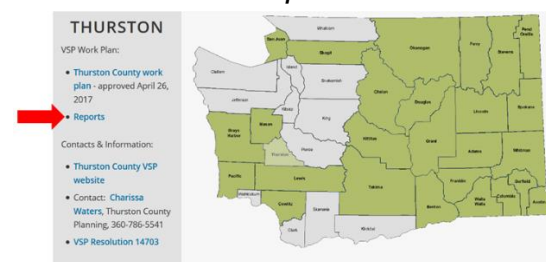 THURSTON
VSP Work Plan:
Thurston County work
plan - approved April 26,
2017
Reports
Contacts & Information:
Thurston County VSP
website
Contact: Charissa
Waters, Thurston County
Planning, 360-786-5541
VSP Resolution 14703
Whatcom
San Juan
Skagit
Okanogan
Ferry
Stevens
Pend
Oreille
Clallam
Island
Snohomish
Chelan
Douglas
Jefferson
Kitsap
King
Lincoln
Spokane
Grays
Harbor
Mason
Kittitas
Grant
Thurston
Pierce
Adams
Whitman
Pacific
Lewis
Yakima
Franklin
Garfield
Wahkiakum
Cowlitz
Skamania
Benton
Walla
Walla
Columbia
Asotin
Clark
Klickitat